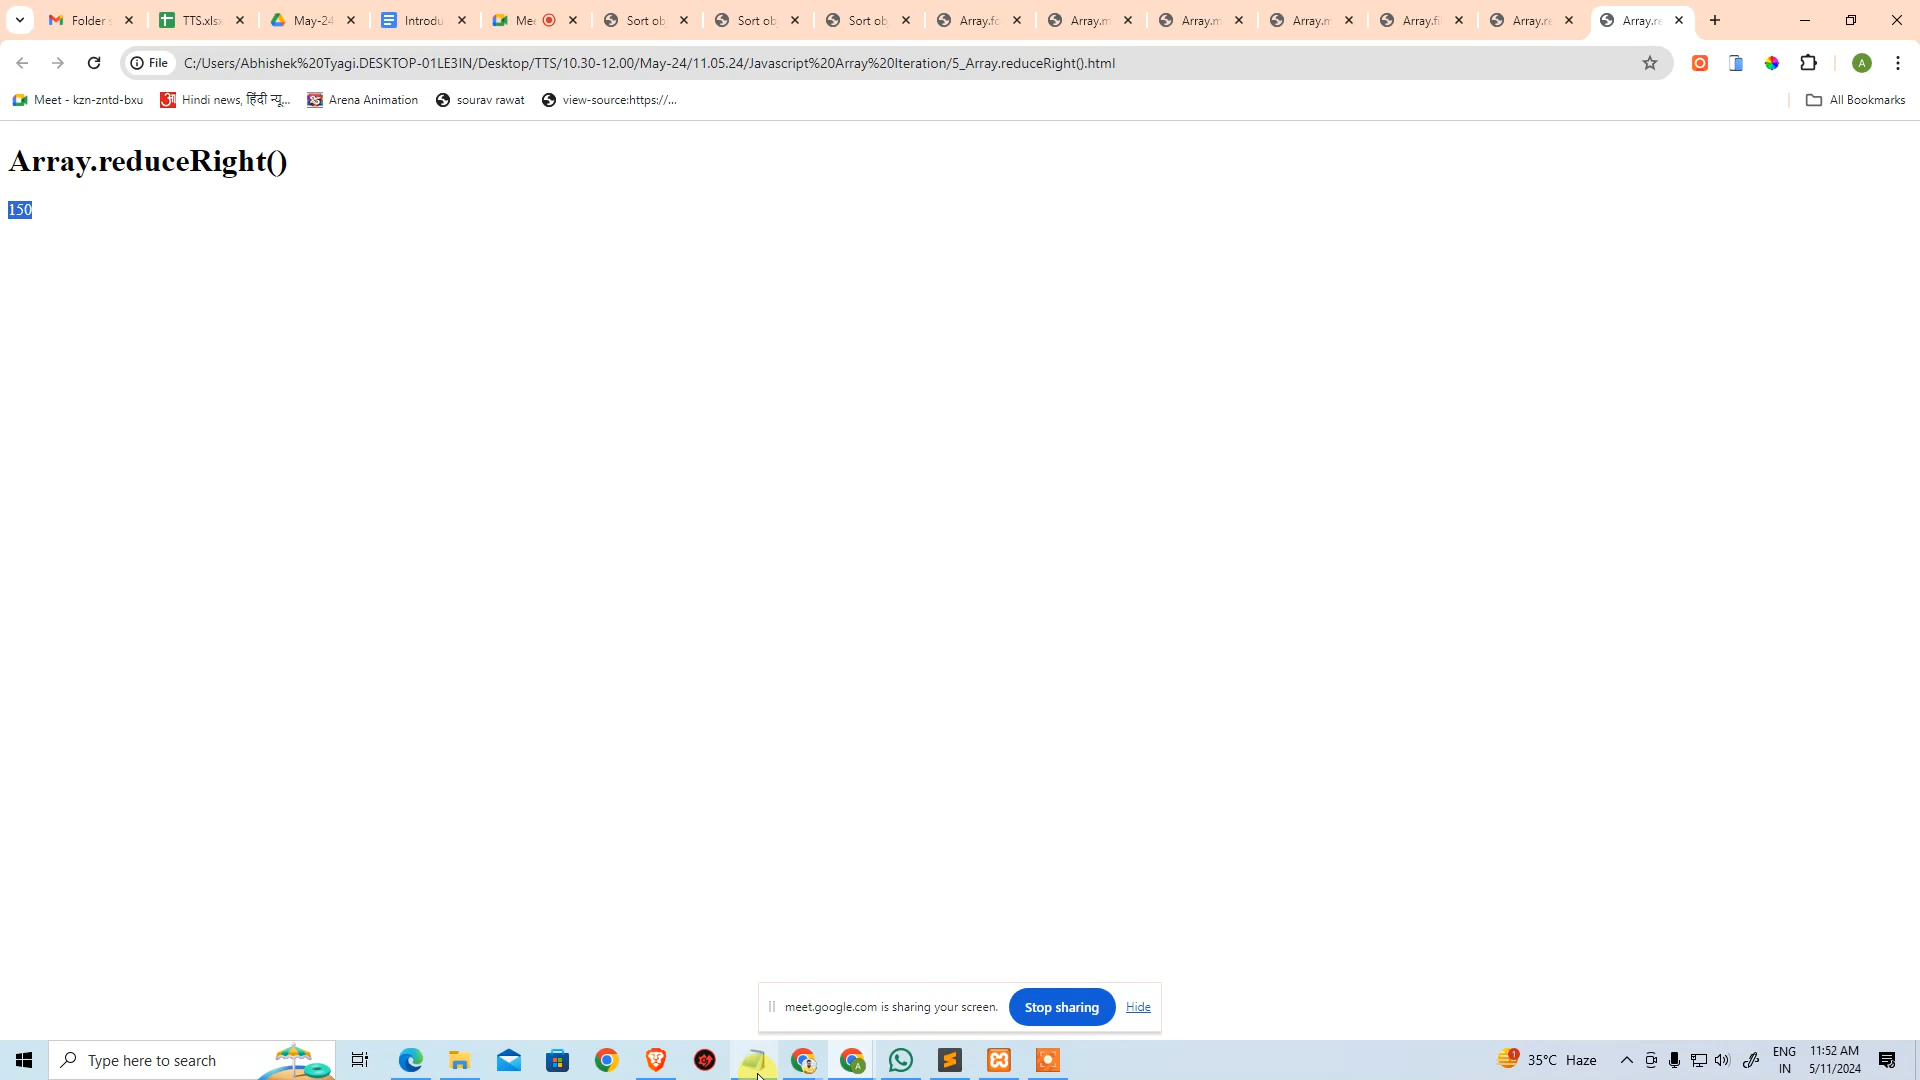 Folder s
TTS.xlsx
May-24
Introdu
Mee
Sort ob
Sort ob
Sort ob
Array.fo
Array.m
Array.m
Array.m
Array.fi
Array.re
Array.re
File
C:/Users/Abhishek%20Tyagi.DESKTOP-01LE3IN/Desktop/TTS/10.30-12.00/May-24/11.05.24/Javascript%20Array%20Iteration/5_Array.reduceRight().html
A
Meet - kzn-zntd-bxu
Hindi news, हिंदी न्यू...
Arena Animation
sourav rawat
view-source:https://...
All Bookmarks
Array.reduceRight()
150
meet.google.com is sharing your screen.
Stop sharing
Hide
Type here to search
35°C Haze
ENG
IN
11:52 AM
5/11/2024